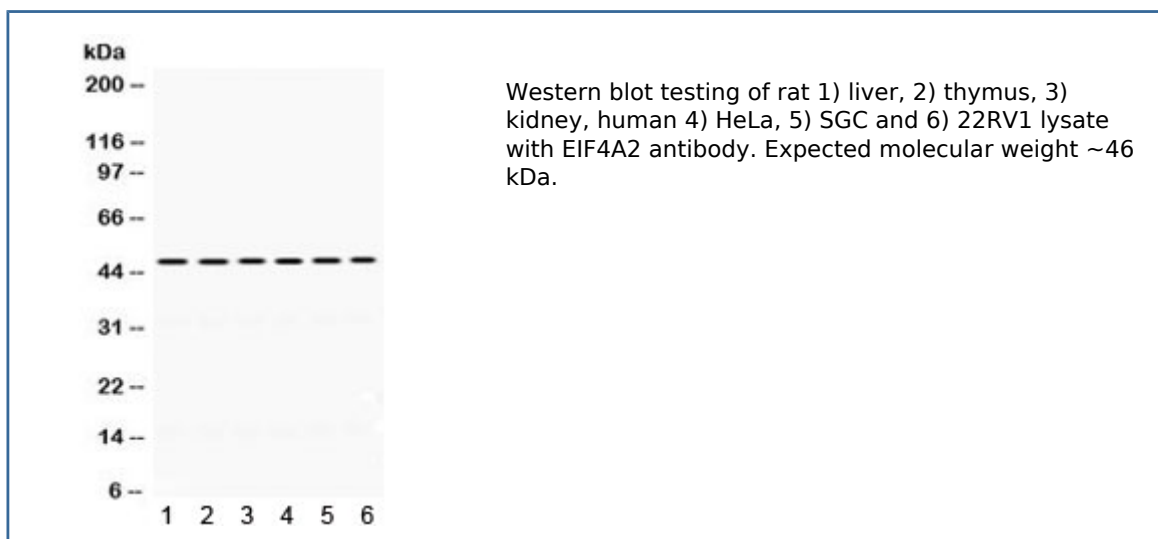 kDa
200 --
116 --
97 --
66 --
44 --
31 --
22 --
14 --
6 --
1 2 3 4 5 6
Western blot testing of rat 1) liver, 2) thymus, 3)
kidney, human 4) HeLa, 5) SGC and 6) 22RV1 lysate
with EIF4A2 antibody. Expected molecular weight ~46
kDa.